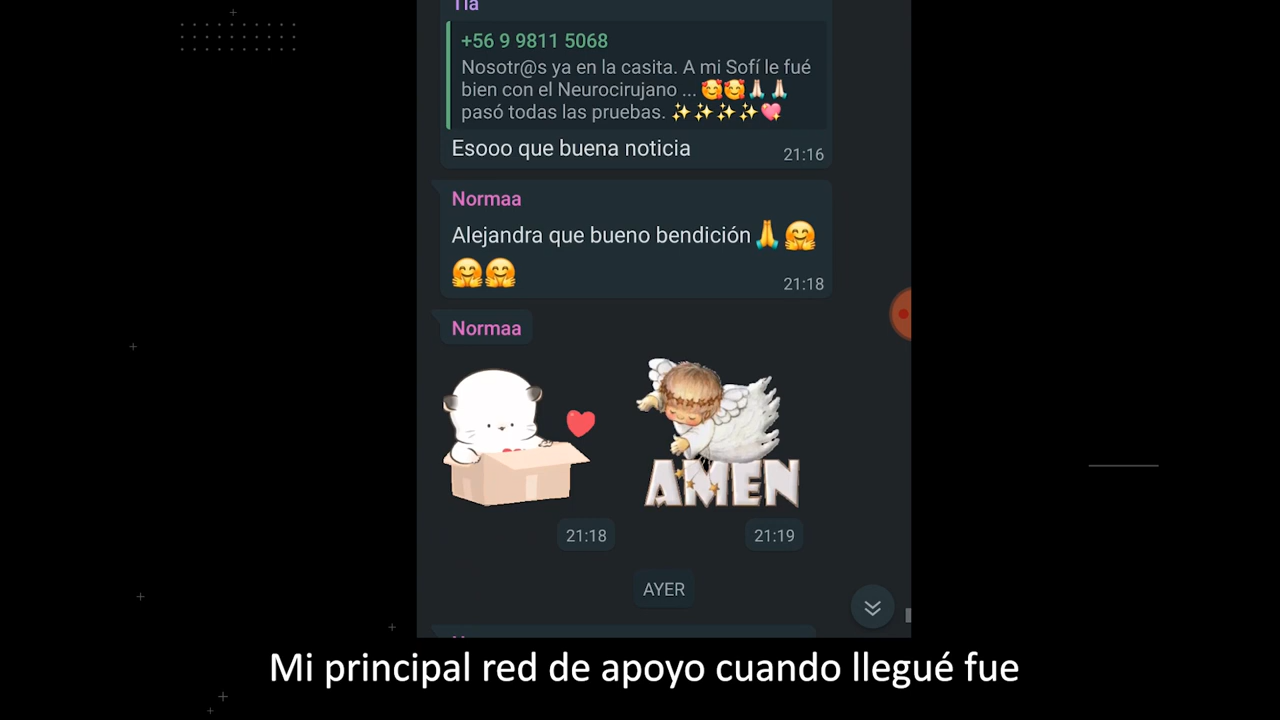 Tía
+56 9 9811 5068
Nosotr@s ya en la casita. A mi Sofí le fué
bien con el Neurocirujano ... 🥰🥰🙏🏻🙏🏻
pasó todas las pruebas. ✨✨✨✨💖
Esooo que buena noticia
21:16
Normaa
Alejandra que bueno bendición🙏🤗
🤗🤗
21:18
Normaa
AMEN
21:18
21:19
AYER
Mi principal red de apoyo cuando llegué fue